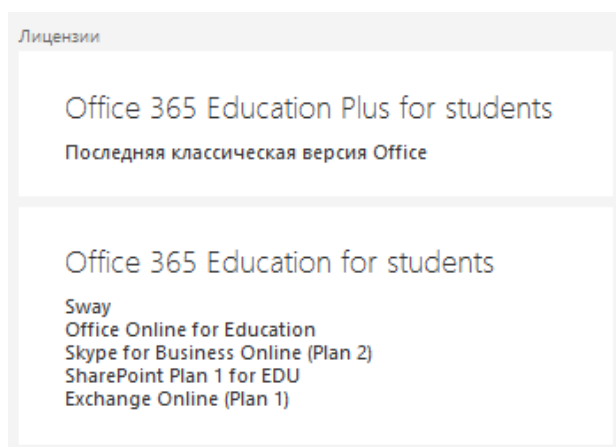 Лицензии
Office 365 Education Plus for students
Последняя классическая версия Office
Office 365 Education for students
Sway
Office Online for Education
Skype for Business Online (Plan 2)
SharePoint Plan 1 for EDU
Exchange Online (Plan 1)